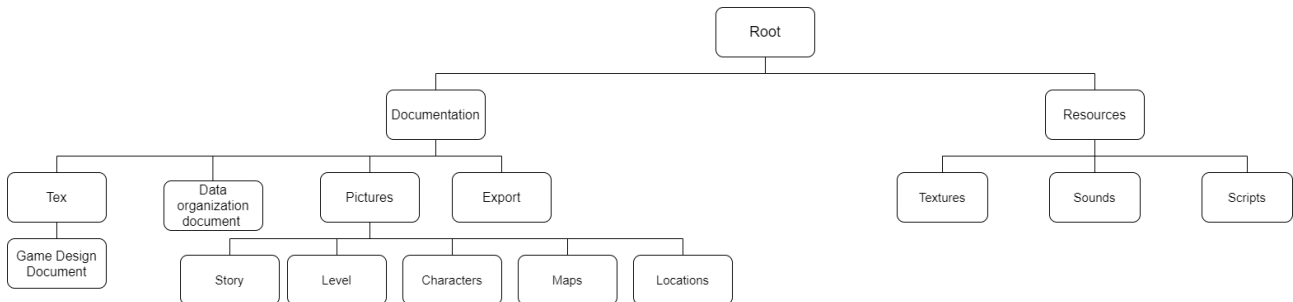 Root
Documentation
Resources
Tex
Data
organization
document
Pictures
Export
Textures
Sounds
Scripts
Game Design
Document
Story
Level
Characters
Maps
Locations